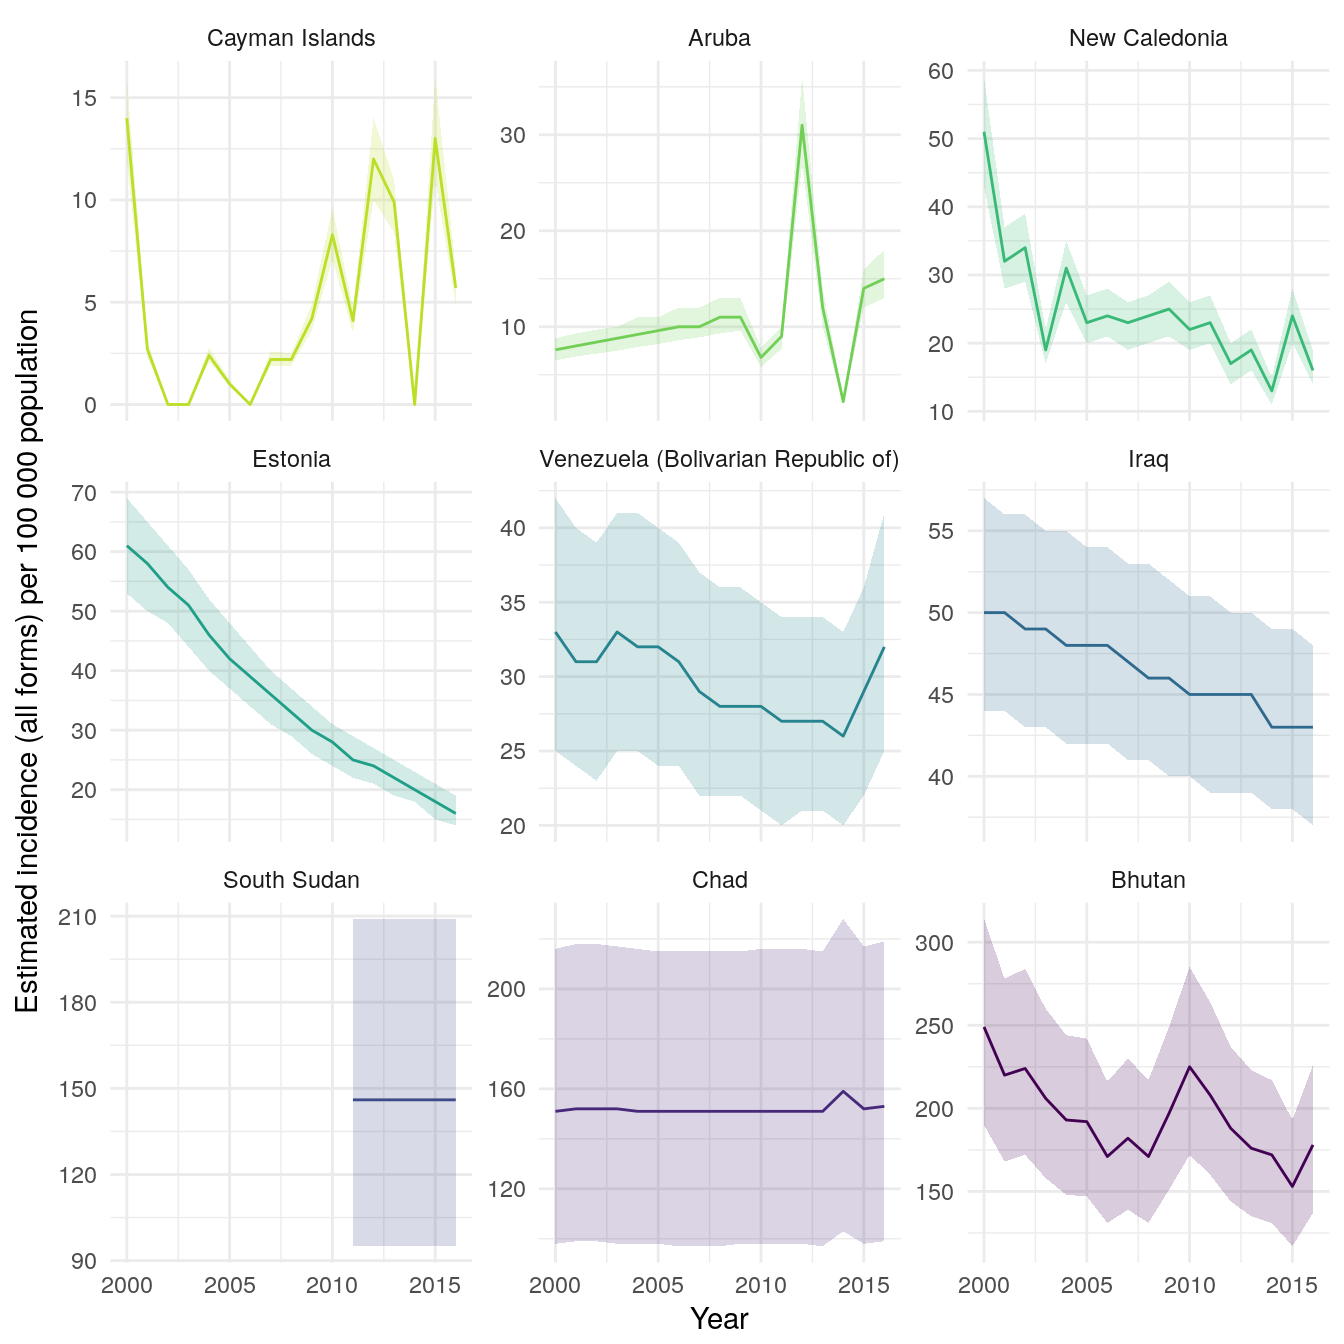 Cayman Islands
Aruba
New Caledonia
15
10
5
0
30
20
10
60
50
40
30
20
10
Estonia
Venezuela (Bolivarian Republic of)
Iraq
70
60
50
40
30
20
40
35
30
25
20
55
50
45
40
South Sudan
Chad
Bhutan
210
180
150
120
90
200
160
120
300
250
200
150
2000 2005 2010 2015
2000 2005 2010 2015
2000 2005 2010 2015
Year
Estimated incidence (all forms) per 100 000 population